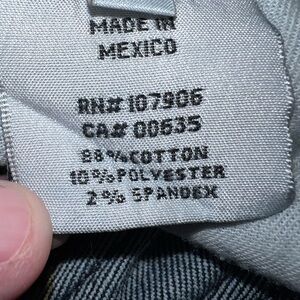 MADE IN
MEXICO
RN# 107906
CA# 00635
88% COTTON
10% POLYESTER
2% SPANDEX